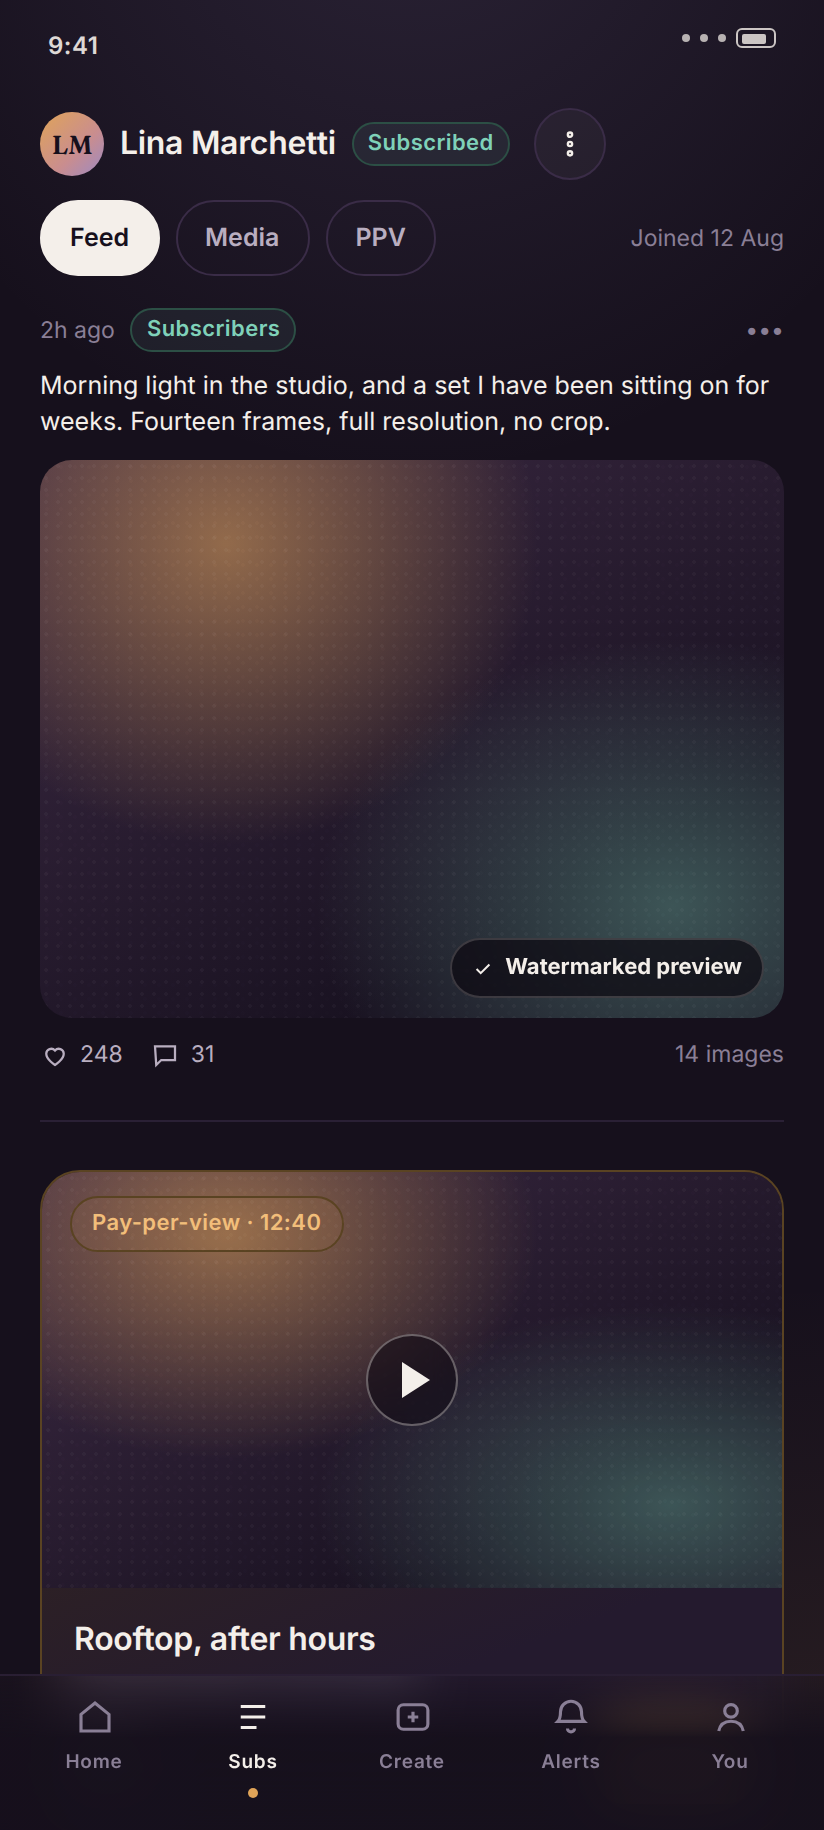 9:41
LM Lina Marchetti Subscribed
Feed Media PPV Joined 12 Aug
2h ago Subscribers
Morning light in the studio, and a set I have been sitting on for
weeks. Fourteen frames, full resolution, no crop.
Watermarked preview
248 31 14 images
Pay-per-view · 12:40
Rooftop, after hours
Home Subs Create Alerts You